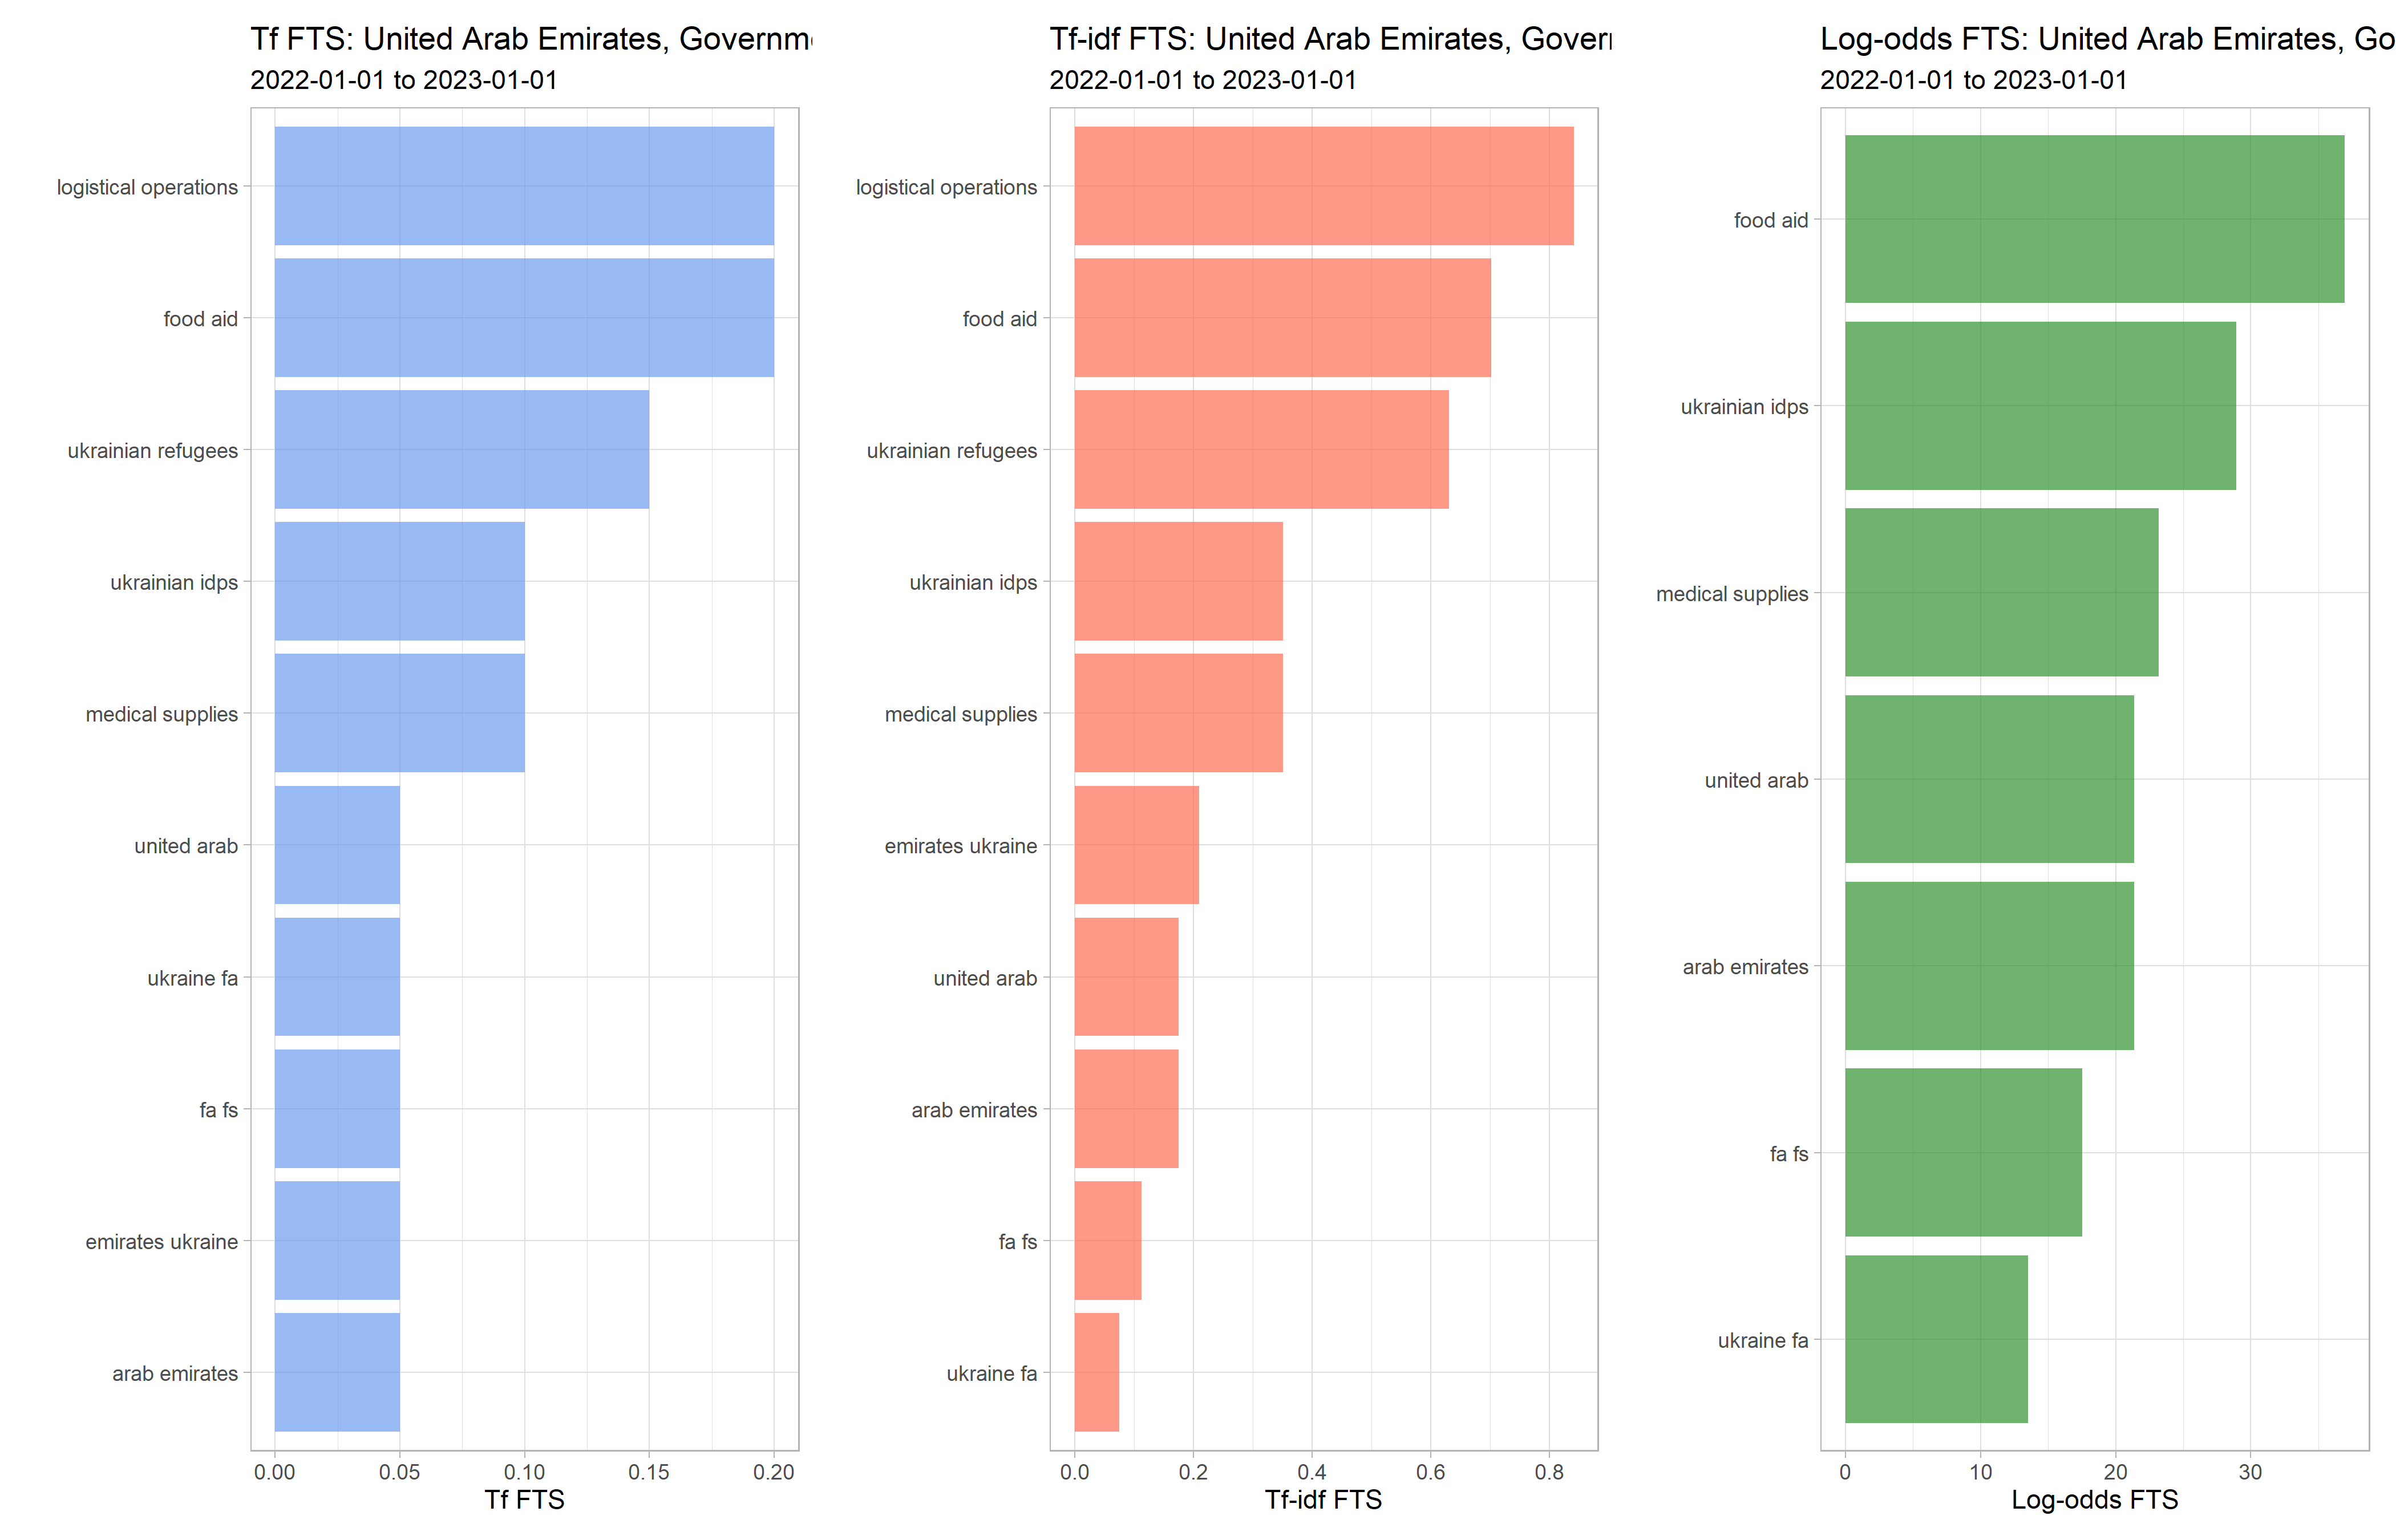 Tf FTS: United Arab Emirates, Governm
2022-01-01 to 2023-01-01
logistical operations
food aid
ukrainian refugees
ukrainian idps
medical supplies
united arab
ukraine fa
fa fs
emirates ukraine
arab emirates
0.00 0.05 0.10 0.15 0.20
Tf FTS
Tf-idf FTS: United Arab Emirates, Gover
2022-01-01 to 2023-01-01
logistical operations
food aid
ukrainian refugees
ukrainian idps
medical supplies
emirates ukraine
united arab
arab emirates
fa fs
ukraine fa
0.0 0.2 0.4 0.6 0.8
Tf-idf FTS
Log-odds FTS: United Arab Emirates, Go
2022-01-01 to 2023-01-01
food aid
ukrainian idps
medical supplies
united arab
arab emirates
fa fs
ukraine fa
0 10 20 30
Log-odds FTS